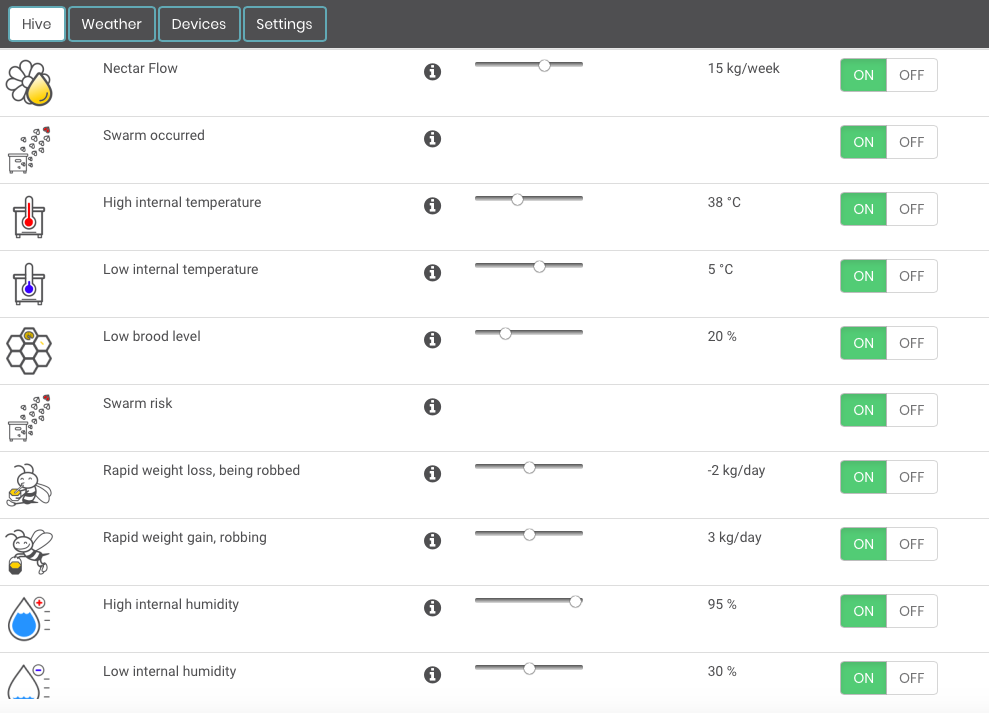 Hive Weather Devices Settings
Nectar Flow 15 kg/week ON OFF
Swarm occurred ON OFF
High internal temperature 38 °C ON OFF
Low internal temperature 5 °C ON OFF
Low brood level 20 % ON OFF
Swarm risk ON OFF
Rapid weight loss, being robbed -2 kg/day ON OFF
Rapid weight gain, robbing 3 kg/day ON OFF
High internal humidity 95 % ON OFF
Low internal humidity 30 % ON OFF